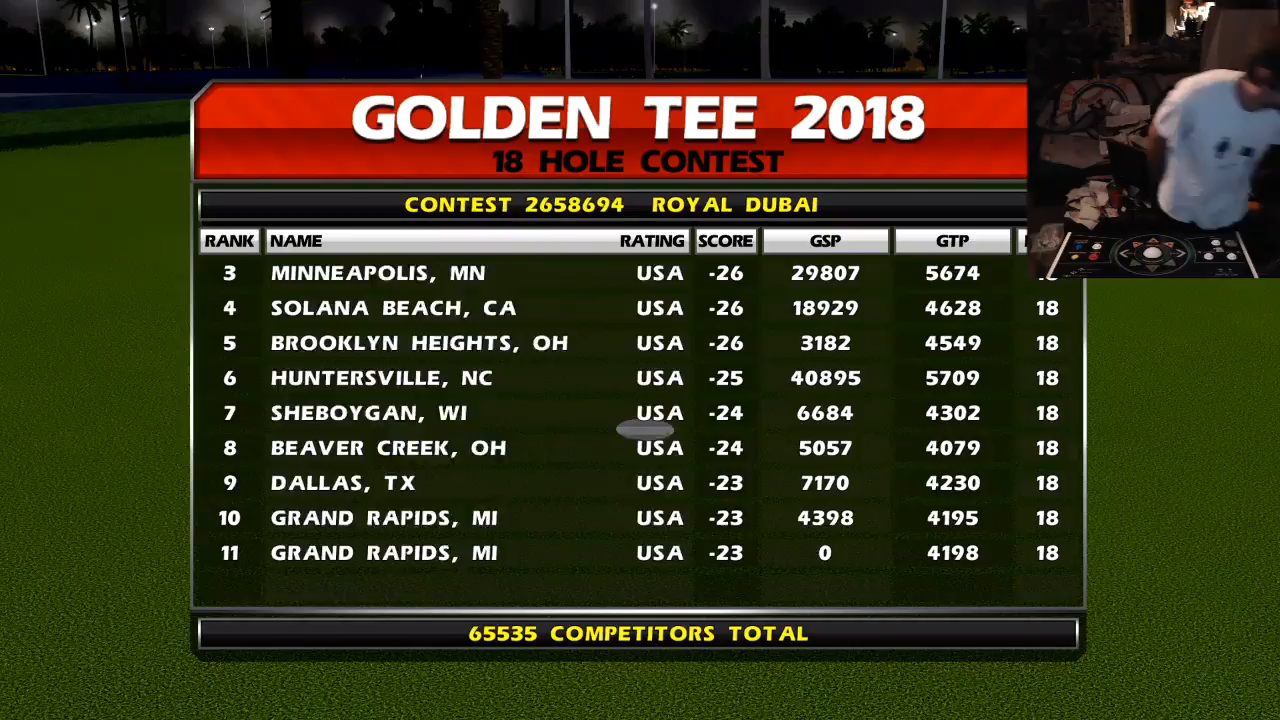 GOLDEN TEE 2018
18 HOLE CONTEST
CONTEST 2658694 ROYAL DUBAI
RANK NAME RATING SCORE GSP GTP
3 MINNEAPOLIS, MN USA -26 29807 5674
4 SOLANA BEACH, CA USA -26 18929 4628 18
5 BROOKLYN HEIGHTS, OH USA -26 3182 4549 18
6 HUNTERSVILLE, NC USA -25 40895 5709 18
7 SHEBOYGAN, WI USA -24 6684 4302 18
8 BEAVER CREEK, OH USA -24 5057 4079 18
9 DALLAS, TX USA -23 7170 4230 18
10 GRAND RAPIDS, MI USA -23 4398 4195 18
11 GRAND RAPIDS, MI USA -23 0 4198 18
65535 COMPETITORS TOTAL